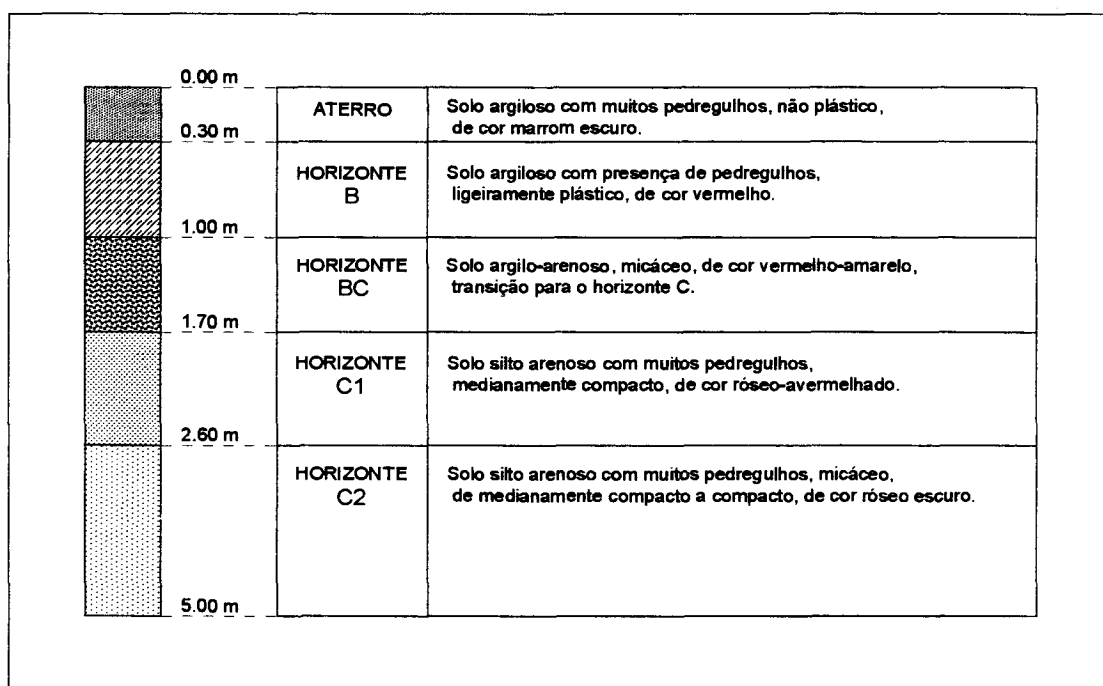 0.00 m
ATERRO
Solo argiloso com muitos pedregulhos, não plástico,
de cor marrom escuro.
0.30 m
HORIZONTE
B
Solo argiloso com presença de pedregulhos,
ligeiramente plástico, de cor vermelho.
1.00 m
HORIZONTE
BC
Solo argilo-arenoso, micáceo, de cor vermelho-amarelo,
transição para o horizonte C.
1.70 m
HORIZONTE
C1
Solo silto arenoso com muitos pedregulhos,
medianamente compacto, de cor róseo-avermelhado.
2.60 m
HORIZONTE
C2
Solo silto arenoso com muitos pedregulhos, micáceo,
de medianamente compacto a compacto, de cor róseo escuro.
5.00 m